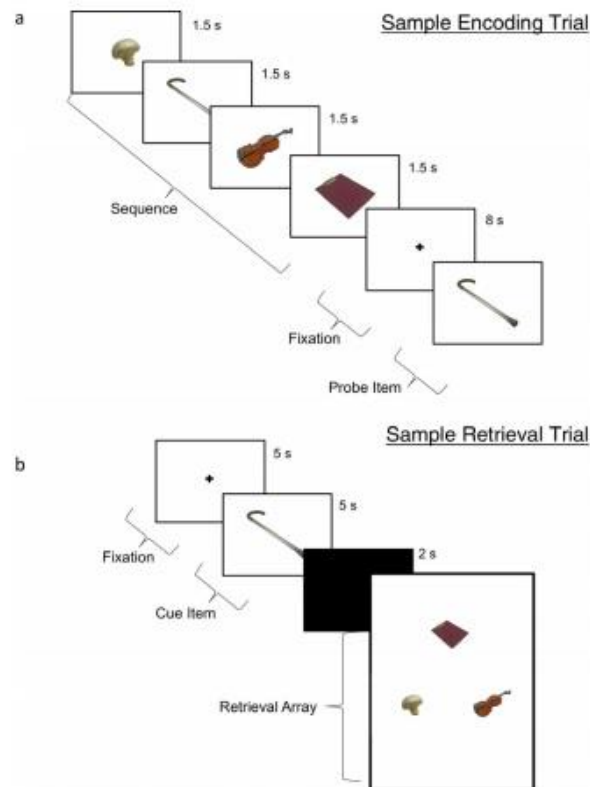 a
Sample Encoding Trial
1.5 s
1.5 s
1.5 s
1.5 s
8 s
Sequence
Fixation
Probe Item
Sample Retrieval Trial
b
5 s
5 s
2 s
Fixation
Cue Item
Retrieval Array